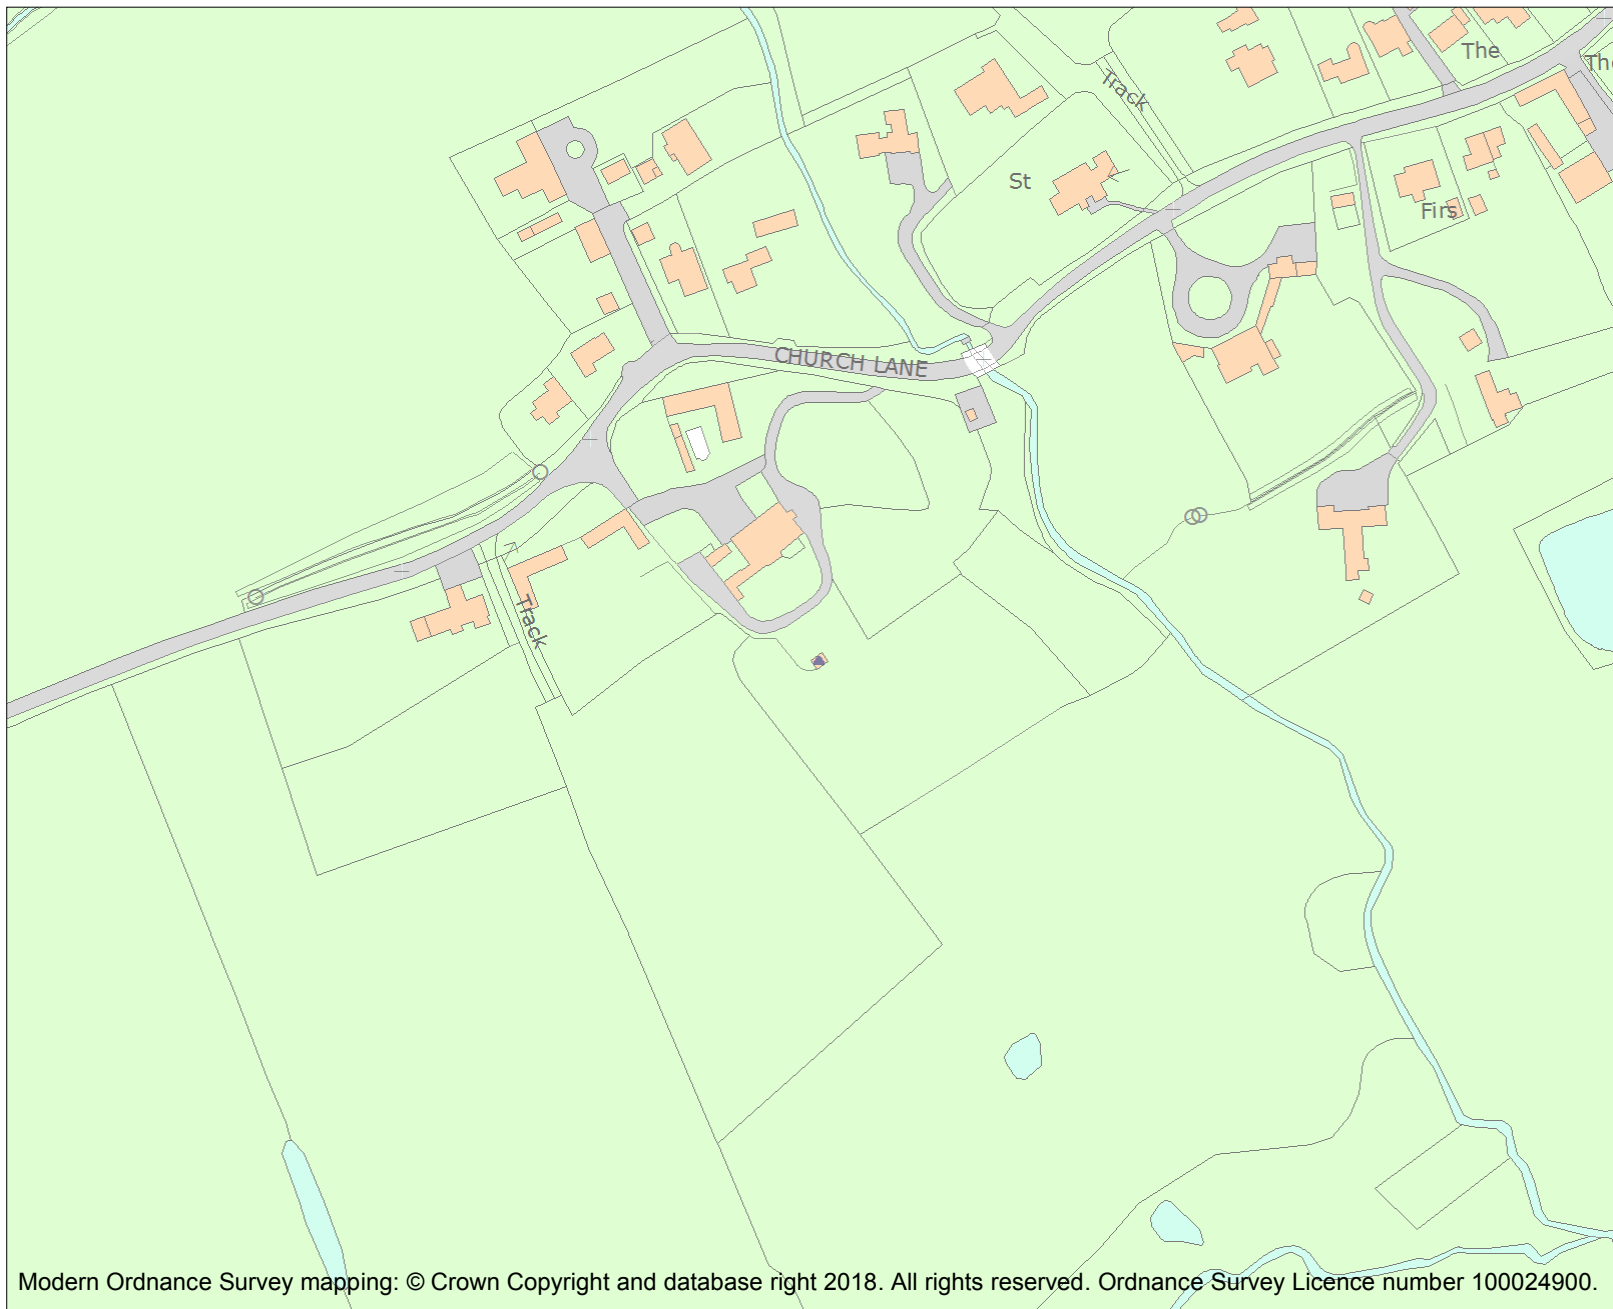 The
The
Track
St
Firs
CHURCH LANE
Track
Modern Ordnance Survey mapping: © Crown Copyright and database right 2018. All rights reserved. Ordnance Survey Licence number 100024900.